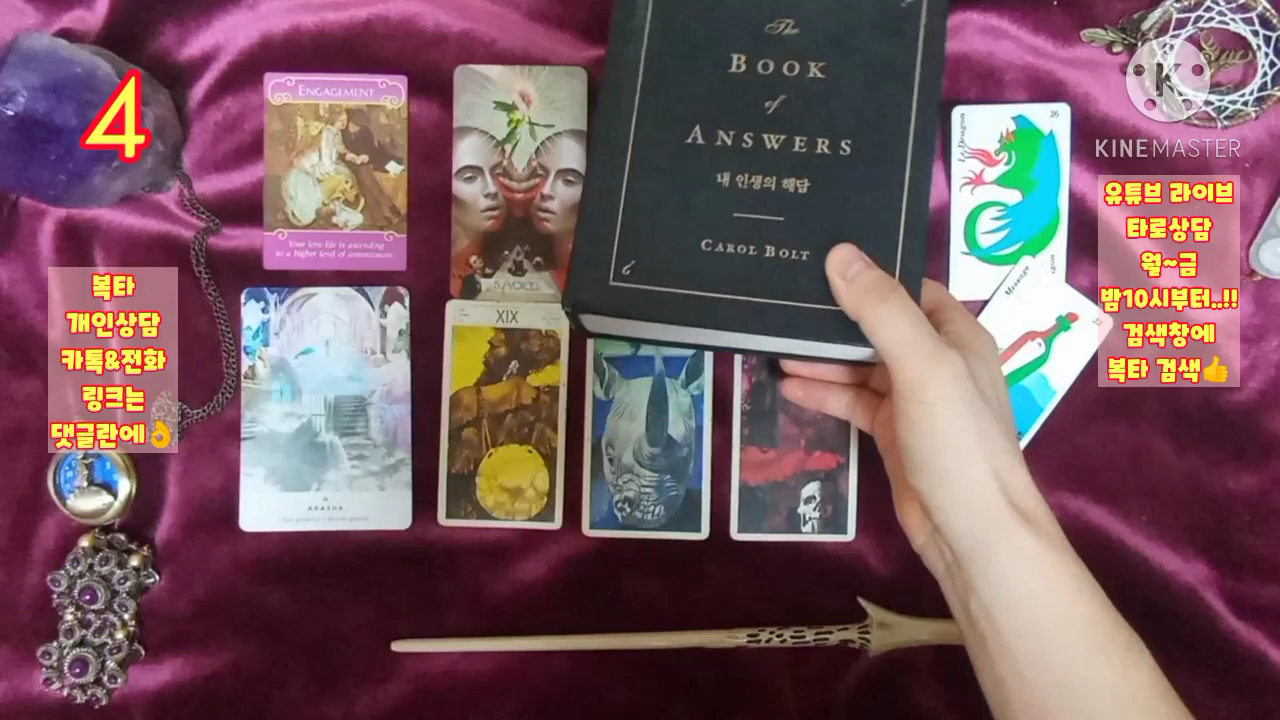 4
복타
개인상담
카톡&전화
링크는
댓글란에👌
ENGAGEMENT
Your love life is ascending
to a higher level of commitment.
AKASHA
XIX
The
BOOK
of
ANSWERS
내 인생의 해답
CAROL BOLT
Le Dragon
36
Message
KINEMASTER
유튜브 라이브
타로상담
월~금
밤10시부터..!!
검색창에
복타 검색👍